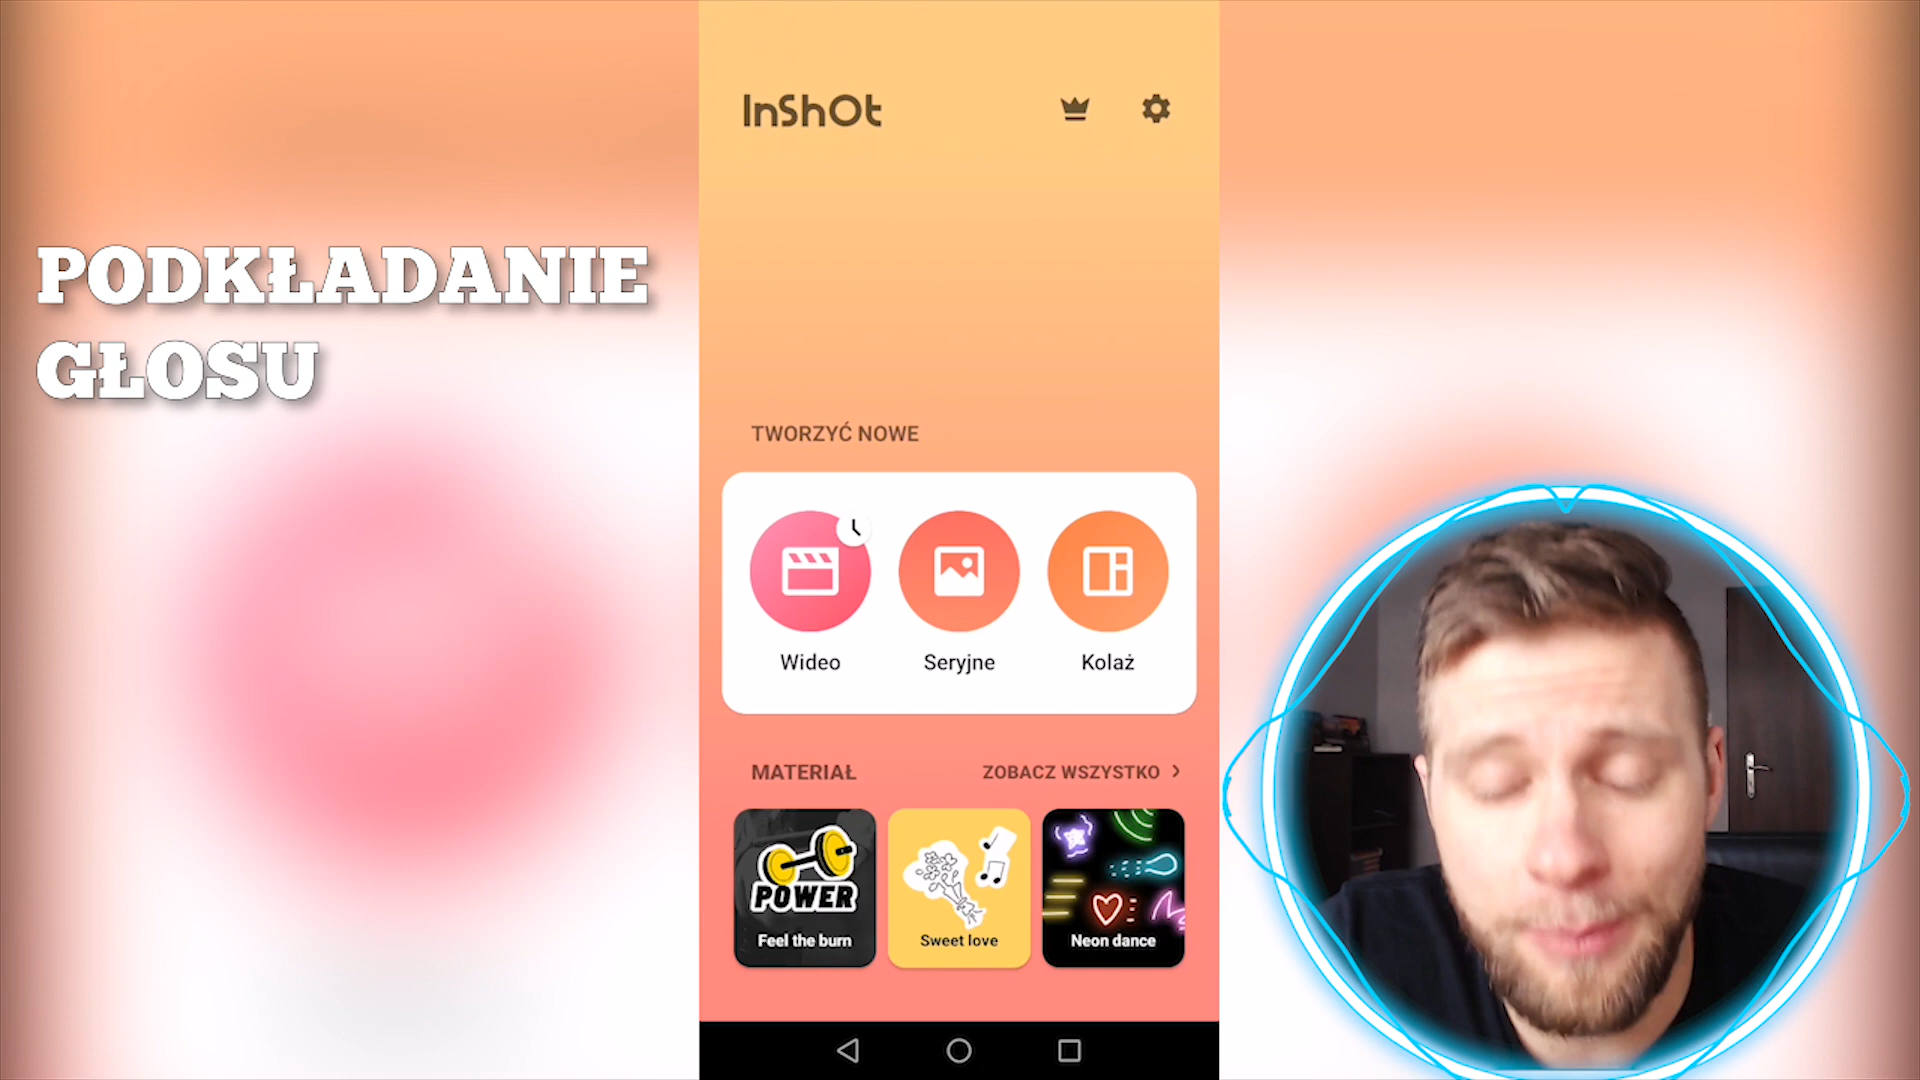 PODKŁADANIE
GŁOSU
InShOt
TWORZYĆ NOWE
Wideo
Seryjne
Kolaż
MATERIAŁ
ZOBACZ WSZYSTKO
POWER
Feel the burn
Sweet love
Neon dance